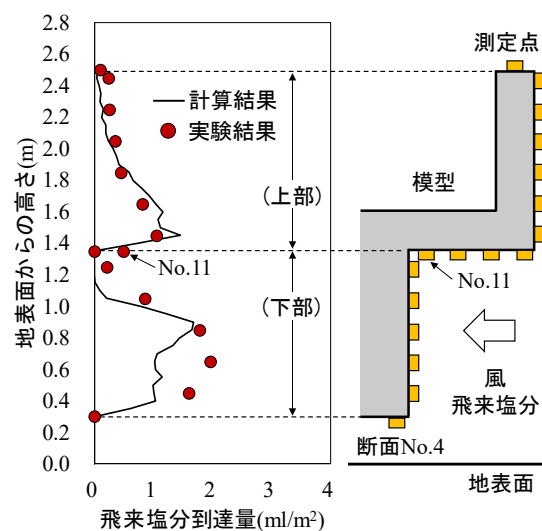 測定点
2.8
2.6
2.4
2.2
2.0
1.8
1.6
1.4
1.2
1.0
0.8
0.6
0.4
0.2
0.0
地表面からの高さ(m)
計算結果
実験結果
(上部)
模型
No.11
No.11
(下部)
風
飛来塩分
断面No.4
地表面
0 1 2 3 4
飛来塩分到達量(ml/m²)